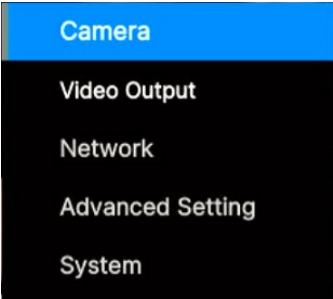 Camera
Video Output
Network
Advanced Setting
System